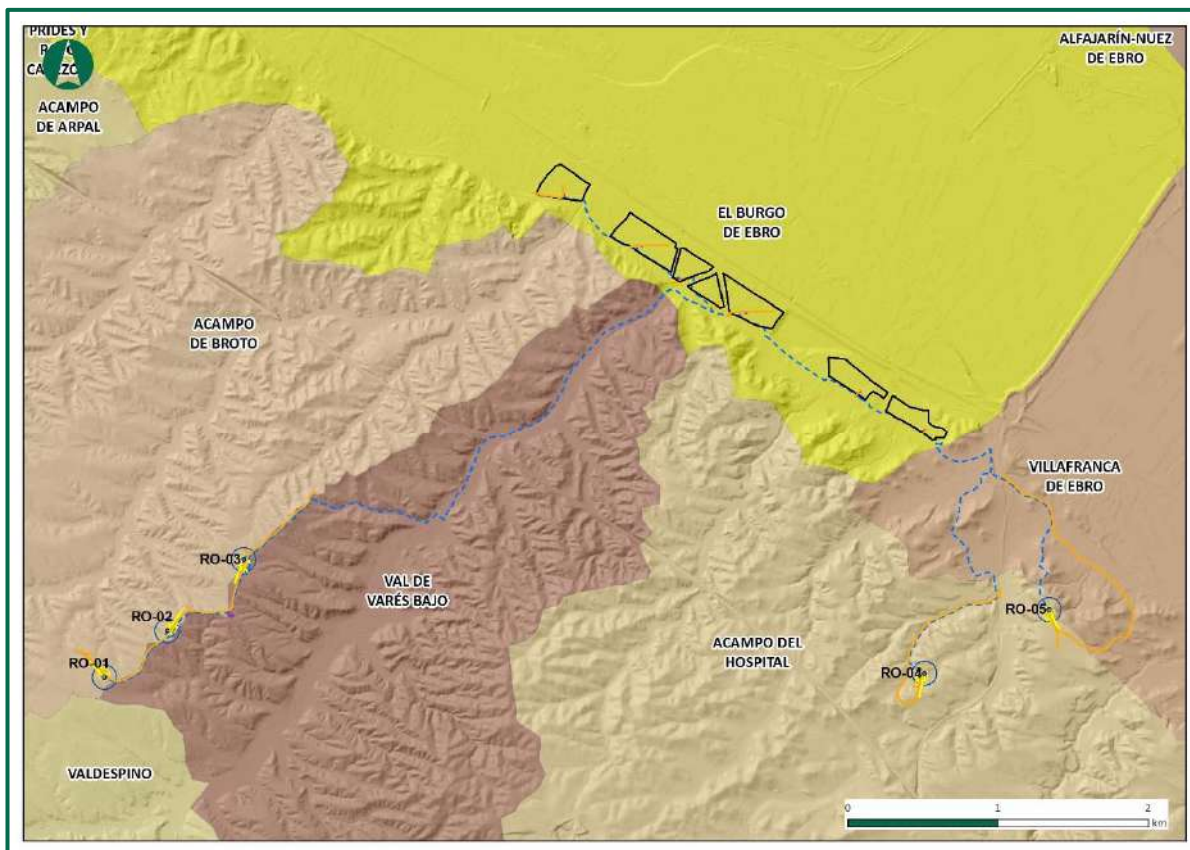 PRIDES Y
ALFAJARÍN-NUEZ
DE EBRO
ACAMPO
DE ARPAL
EL BURGO
DE EBRO
ACAMPO
DE BROTO
VILLAFRANCA
DE EBRO
RO-03
VAL DE
VARÉS BAJO
RO-02
RO-05
ACAMPO DEL
HOSPITAL
RO-01
RO-04
VALDESPINO
0 1 2
km